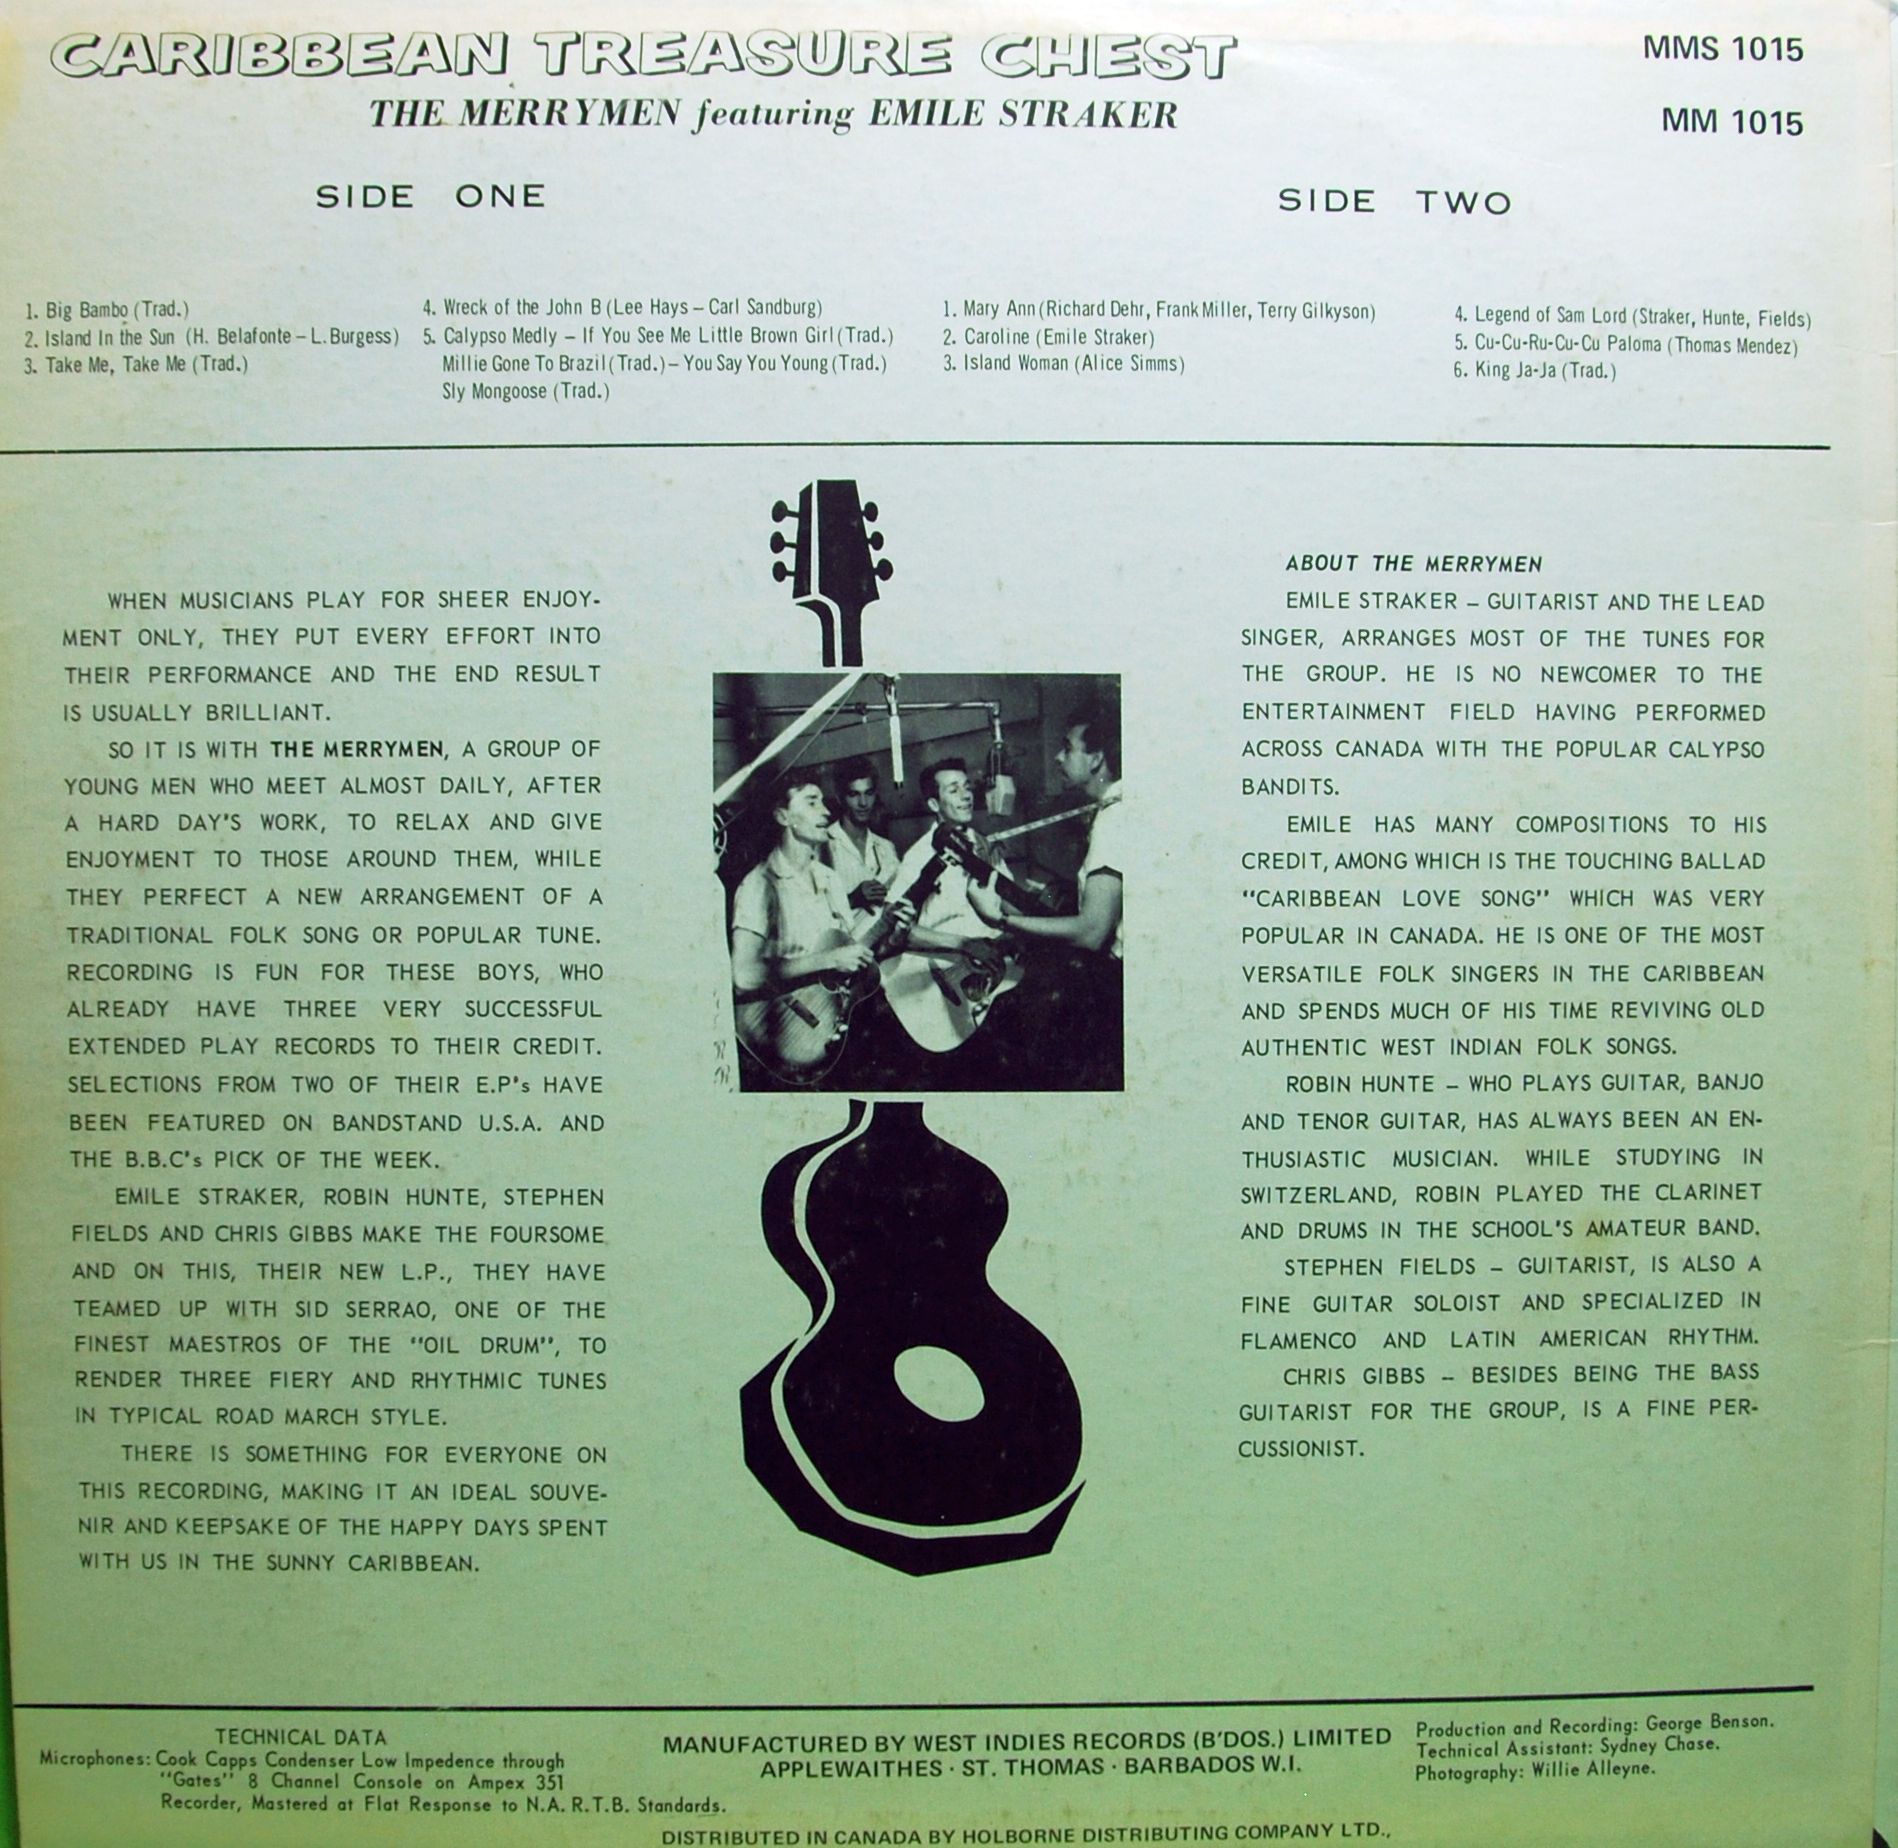 CARIBBEAN TREASURE CHEST
THE MERRYMEN featuring EMILE STRAKER
MMS 1015
MM 1015
SIDE ONE
1. Big Bambo (Trad.)
2. Island In the Sun (H. Belafonte – L. Burgess)
3. Take Me, Take Me (Trad.)
4. Wreck of the John B (Lee Hays – Carl Sandburg)
5. Calypso Medly – If You See Me Little Brown Girl (Trad.)
Millie Gone To Brazil (Trad.) – You Say You Young (Trad.)
Sly Mongoose (Trad.)
SIDE TWO
1. Mary Ann (Richard Dehr, Frank Miller, Terry Gilkyson)
2. Caroline (Emile Straker)
3. Island Woman (Alice Simms)
4. Legend of Sam Lord (Straker, Hunte, Fields)
5. Cu-Cu-Ru-Cu-Cu Paloma (Thomas Mendez)
6. King Ja-Ja (Trad.)
WHEN MUSICIANS PLAY FOR SHEER ENJOY-
MENT ONLY, THEY PUT EVERY EFFORT INTO
THEIR PERFORMANCE AND THE END RESULT
IS USUALLY BRILLIANT.
SO IT IS WITH THE MERRYMEN, A GROUP OF
YOUNG MEN WHO MEET ALMOST DAILY, AFTER
A HARD DAY'S WORK, TO RELAX AND GIVE
ENJOYMENT TO THOSE AROUND THEM, WHILE
THEY PERFECT A NEW ARRANGEMENT OF A
TRADITIONAL FOLK SONG OR POPULAR TUNE.
RECORDING IS FUN FOR THESE BOYS, WHO
ALREADY HAVE THREE VERY SUCCESSFUL
EXTENDED PLAY RECORDS TO THEIR CREDIT.
SELECTIONS FROM TWO OF THEIR E.P's HAVE
BEEN FEATURED ON BANDSTAND U.S.A. AND
THE B.B.C's PICK OF THE WEEK.
EMILE STRAKER, ROBIN HUNTE, STEPHEN
FIELDS AND CHRIS GIBBS MAKE THE FOURSOME
AND ON THIS, THEIR NEW L.P., THEY HAVE
TEAMED UP WITH SID SERRAO, ONE OF THE
FINEST MAESTROS OF THE "OIL DRUM", TO
RENDER THREE FIERY AND RHYTHMIC TUNES
IN TYPICAL ROAD MARCH STYLE.
THERE IS SOMETHING FOR EVERYONE ON
THIS RECORDING, MAKING IT AN IDEAL SOUVE-
NIR AND KEEPSAKE OF THE HAPPY DAYS SPENT
WITH US IN THE SUNNY CARIBBEAN.
ABOUT THE MERRYMEN
EMILE STRAKER – GUITARIST AND THE LEAD
SINGER, ARRANGES MOST OF THE TUNES FOR
THE GROUP. HE IS NO NEWCOMER TO THE
ENTERTAINMENT FIELD HAVING PERFORMED
ACROSS CANADA WITH THE POPULAR CALYPSO
BANDITS.
EMILE HAS MANY COMPOSITIONS TO HIS
CREDIT, AMONG WHICH IS THE TOUCHING BALLAD
"CARIBBEAN LOVE SONG" WHICH WAS VERY
POPULAR IN CANADA. HE IS ONE OF THE MOST
VERSATILE FOLK SINGERS IN THE CARIBBEAN
AND SPENDS MUCH OF HIS TIME REVIVING OLD
AUTHENTIC WEST INDIAN FOLK SONGS.
ROBIN HUNTE – WHO PLAYS GUITAR, BANJO
AND TENOR GUITAR, HAS ALWAYS BEEN AN EN-
THUSIASTIC MUSICIAN. WHILE STUDYING IN
SWITZERLAND, ROBIN PLAYED THE CLARINET
AND DRUMS IN THE SCHOOL'S AMATEUR BAND.
STEPHEN FIELDS – GUITARIST, IS ALSO A
FINE GUITAR SOLOIST AND SPECIALIZED IN
FLAMENCO AND LATIN AMERICAN RHYTHM.
CHRIS GIBBS – BESIDES BEING THE BASS
GUITARIST FOR THE GROUP, IS A FINE PER-
CUSSIONIST.
TECHNICAL DATA
Microphones: Cook Capps Condenser Low Impedence through
"Gates" 8 Channel Console on Ampex 351
Recorder, Mastered at Flat Response to N.A.R.T.B. Standards.
MANUFACTURED BY WEST INDIES RECORDS (B'DOS.) LIMITED
APPLEWAITHES · ST. THOMAS · BARBADOS W.I.
Production and Recording: George Benson.
Technical Assistant: Sydney Chase.
Photography: Willie Alleyne.
DISTRIBUTED IN CANADA BY HOLBORNE DISTRIBUTING COMPANY LTD.,